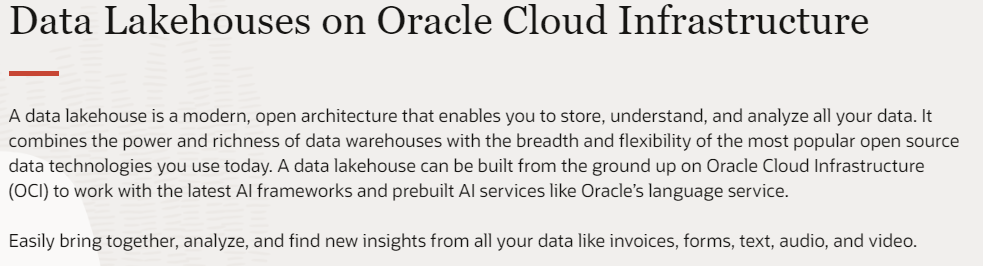 Data Lakehouses on Oracle Cloud Infrastructure
A data lakehouse is a modern, open architecture that enables you to store, understand, and analyze all your data. It
combines the power and richness of data warehouses with the breadth and flexibility of the most popular open source
data technologies you use today. A data lakehouse can be built from the ground up on Oracle Cloud Infrastructure
(OCI) to work with the latest AI frameworks and prebuilt AI services like Oracle’s language service.
Easily bring together, analyze, and find new insights from all your data like invoices, forms, text, audio, and video.